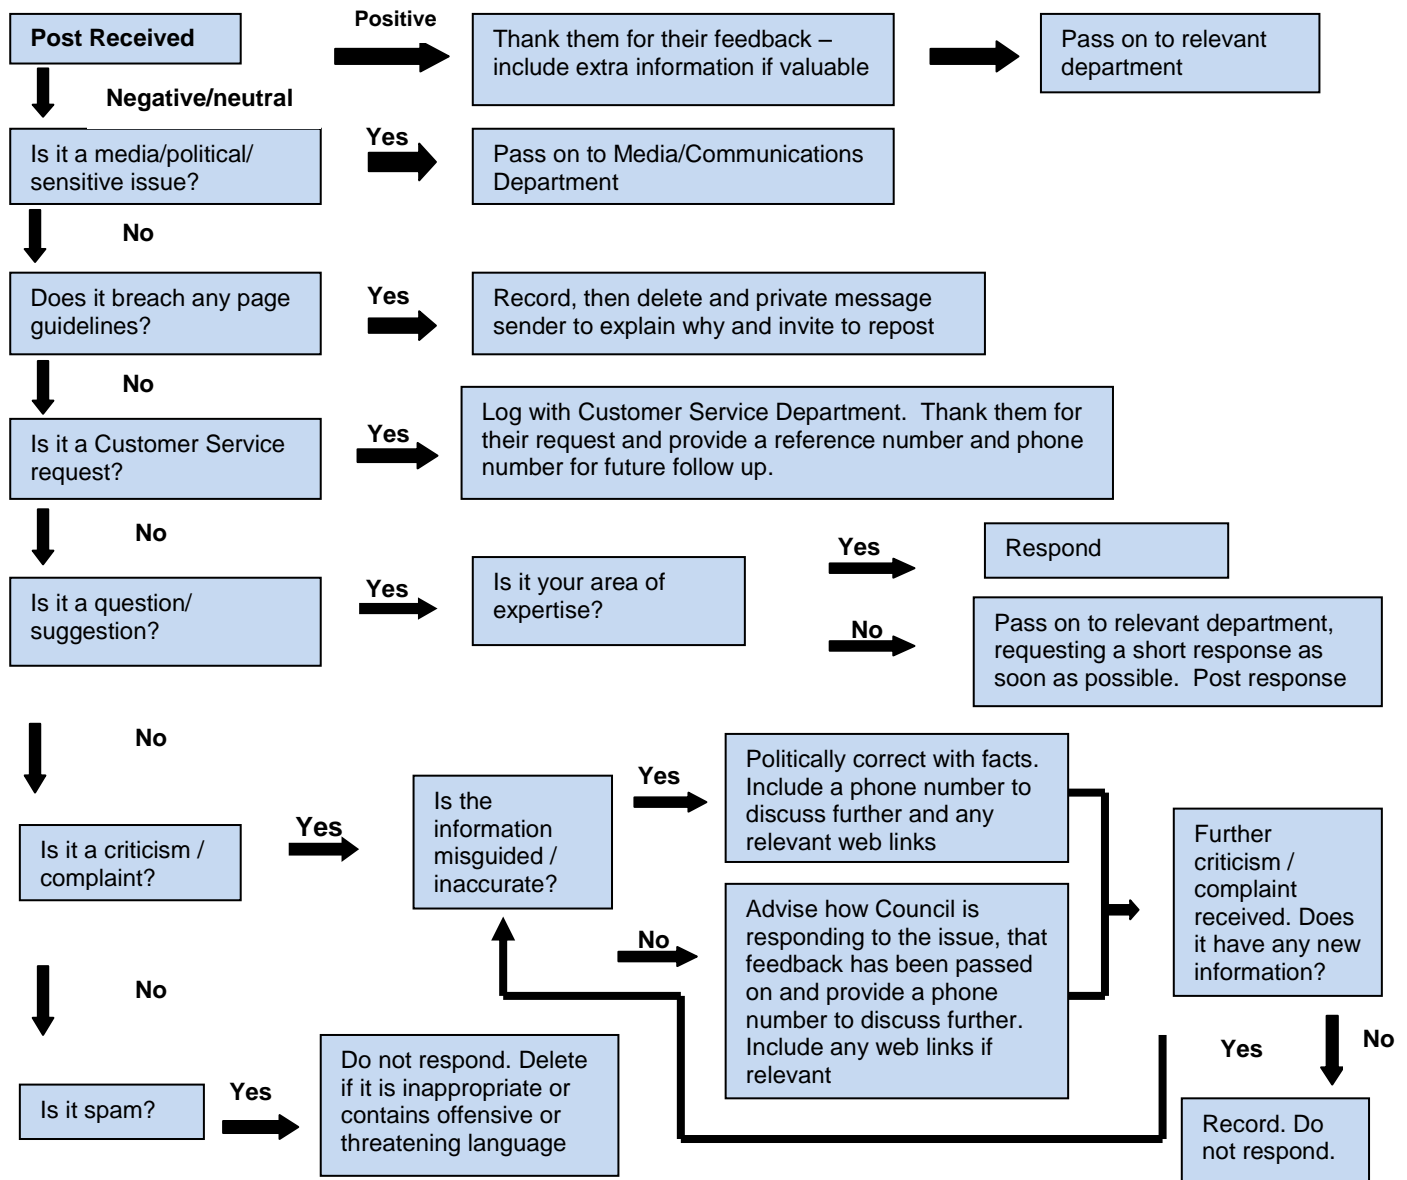 Post Received
Positive
Thank them for their feedback –
include extra information if valuable
Pass on to relevant
department
Negative/neutral
Is it a media/political/
sensitive issue?
Yes
Pass on to Media/Communications
Department
No
Does it breach any page
guidelines?
Yes
Record, then delete and private message
sender to explain why and invite to repost
No
Is it a Customer Service
request?
Yes
Log with Customer Service Department.  Thank them for
their request and provide a reference number and phone
number for future follow up.
No
Is it a question/
suggestion?
Yes
Is it your area of
expertise?
Yes
Respond
No
Pass on to relevant department,
requesting a short response as
soon as possible.  Post response
No
Is it a criticism /
complaint?
Yes
Is the
information
misguided /
inaccurate?
Yes
Politically correct with facts.
Include a phone number to
discuss further and any
relevant web links
No
Advise how Council is
responding to the issue, that
feedback has been passed
on and provide a phone
number to discuss further.
Include any web links if
relevant
Further
criticism /
complaint
received. Does
it have any new
information?
Yes
No
Record. Do
not respond.
No
Is it spam?
Yes
Do not respond. Delete
if it is inappropriate or
contains offensive or
threatening language